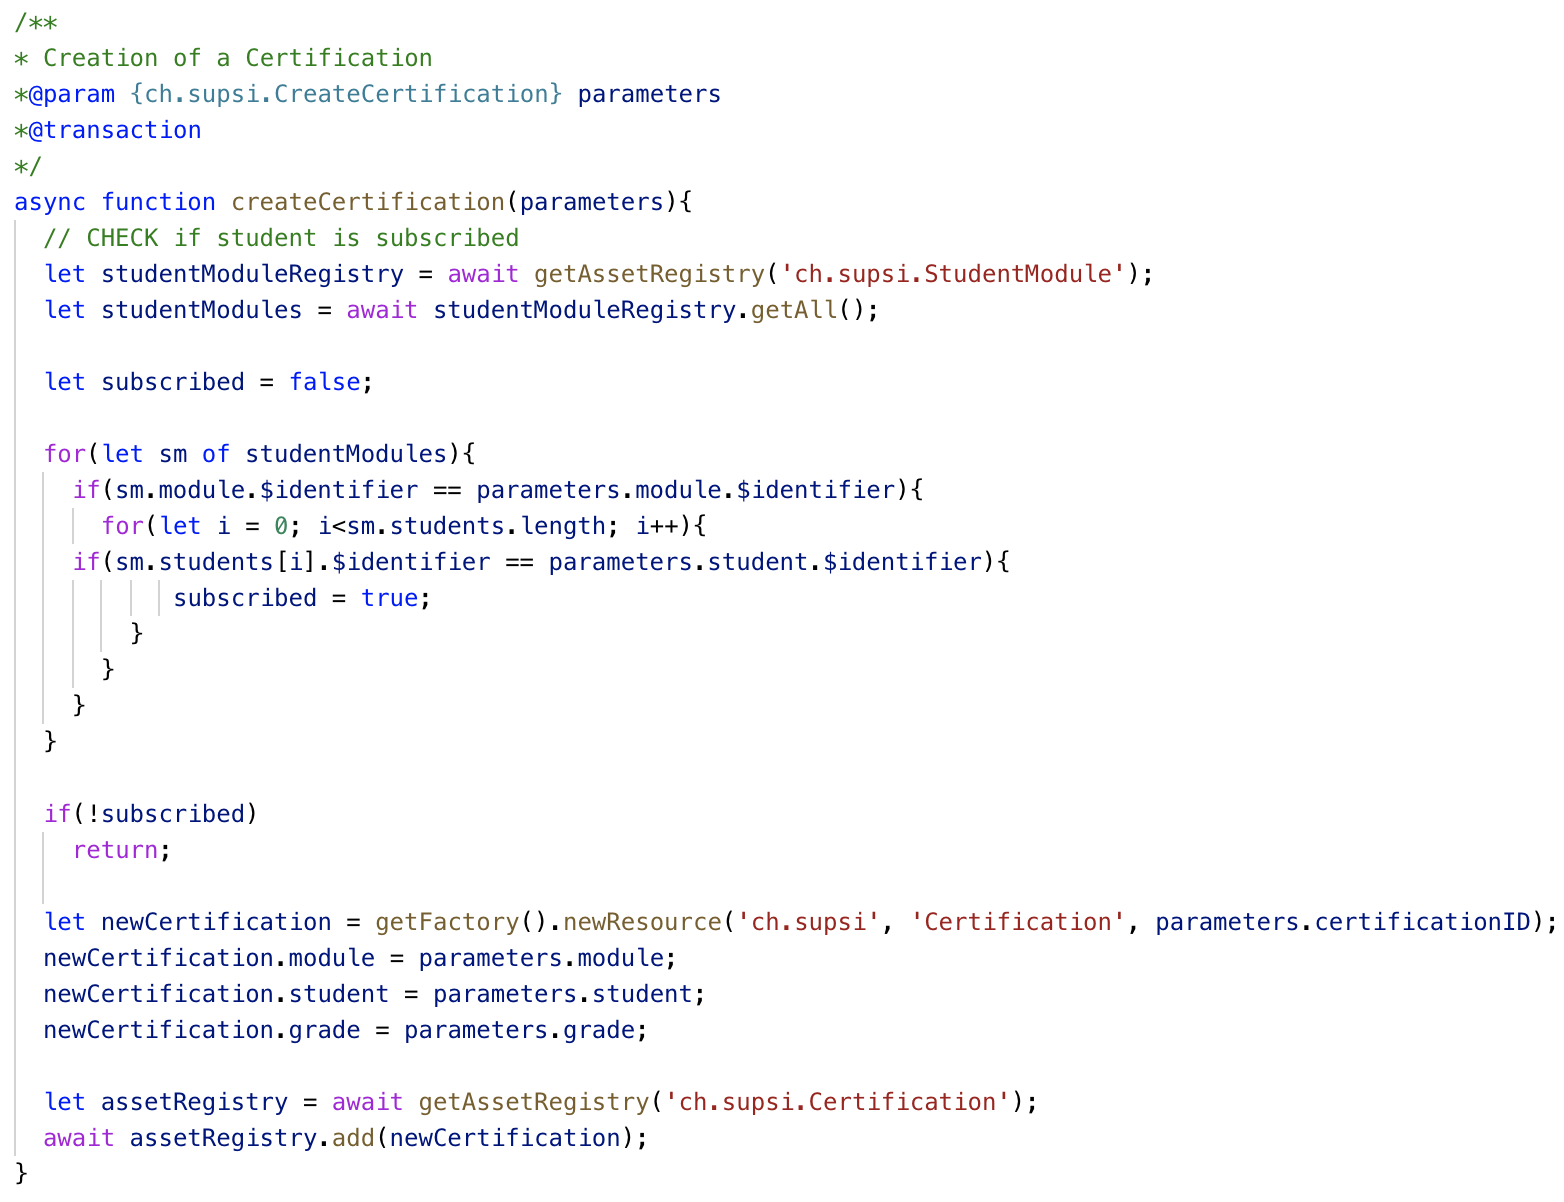 /**
* Creation of a Certification
*@param {ch.supsi.CreateCertification} parameters
*@transaction
*/
async function createCertification(parameters){
  // CHECK if student is subscribed
  let studentModuleRegistry = await getAssetRegistry('ch.supsi.StudentModule');
  let studentModules = await studentModuleRegistry.getAll();

  let subscribed = false;

  for(let sm of studentModules){
    if(sm.module.$identifier == parameters.module.$identifier){
      for(let i = 0; i<sm.students.length; i++){
    if(sm.students[i].$identifier == parameters.student.$identifier){
           subscribed = true;
        }
      }
    }
  }

  if(!subscribed)
    return;

  let newCertification = getFactory().newResource('ch.supsi', 'Certification', parameters.certificationID);
  newCertification.module = parameters.module;
  newCertification.student = parameters.student;
  newCertification.grade = parameters.grade;

  let assetRegistry = await getAssetRegistry('ch.supsi.Certification');
  await assetRegistry.add(newCertification);
}